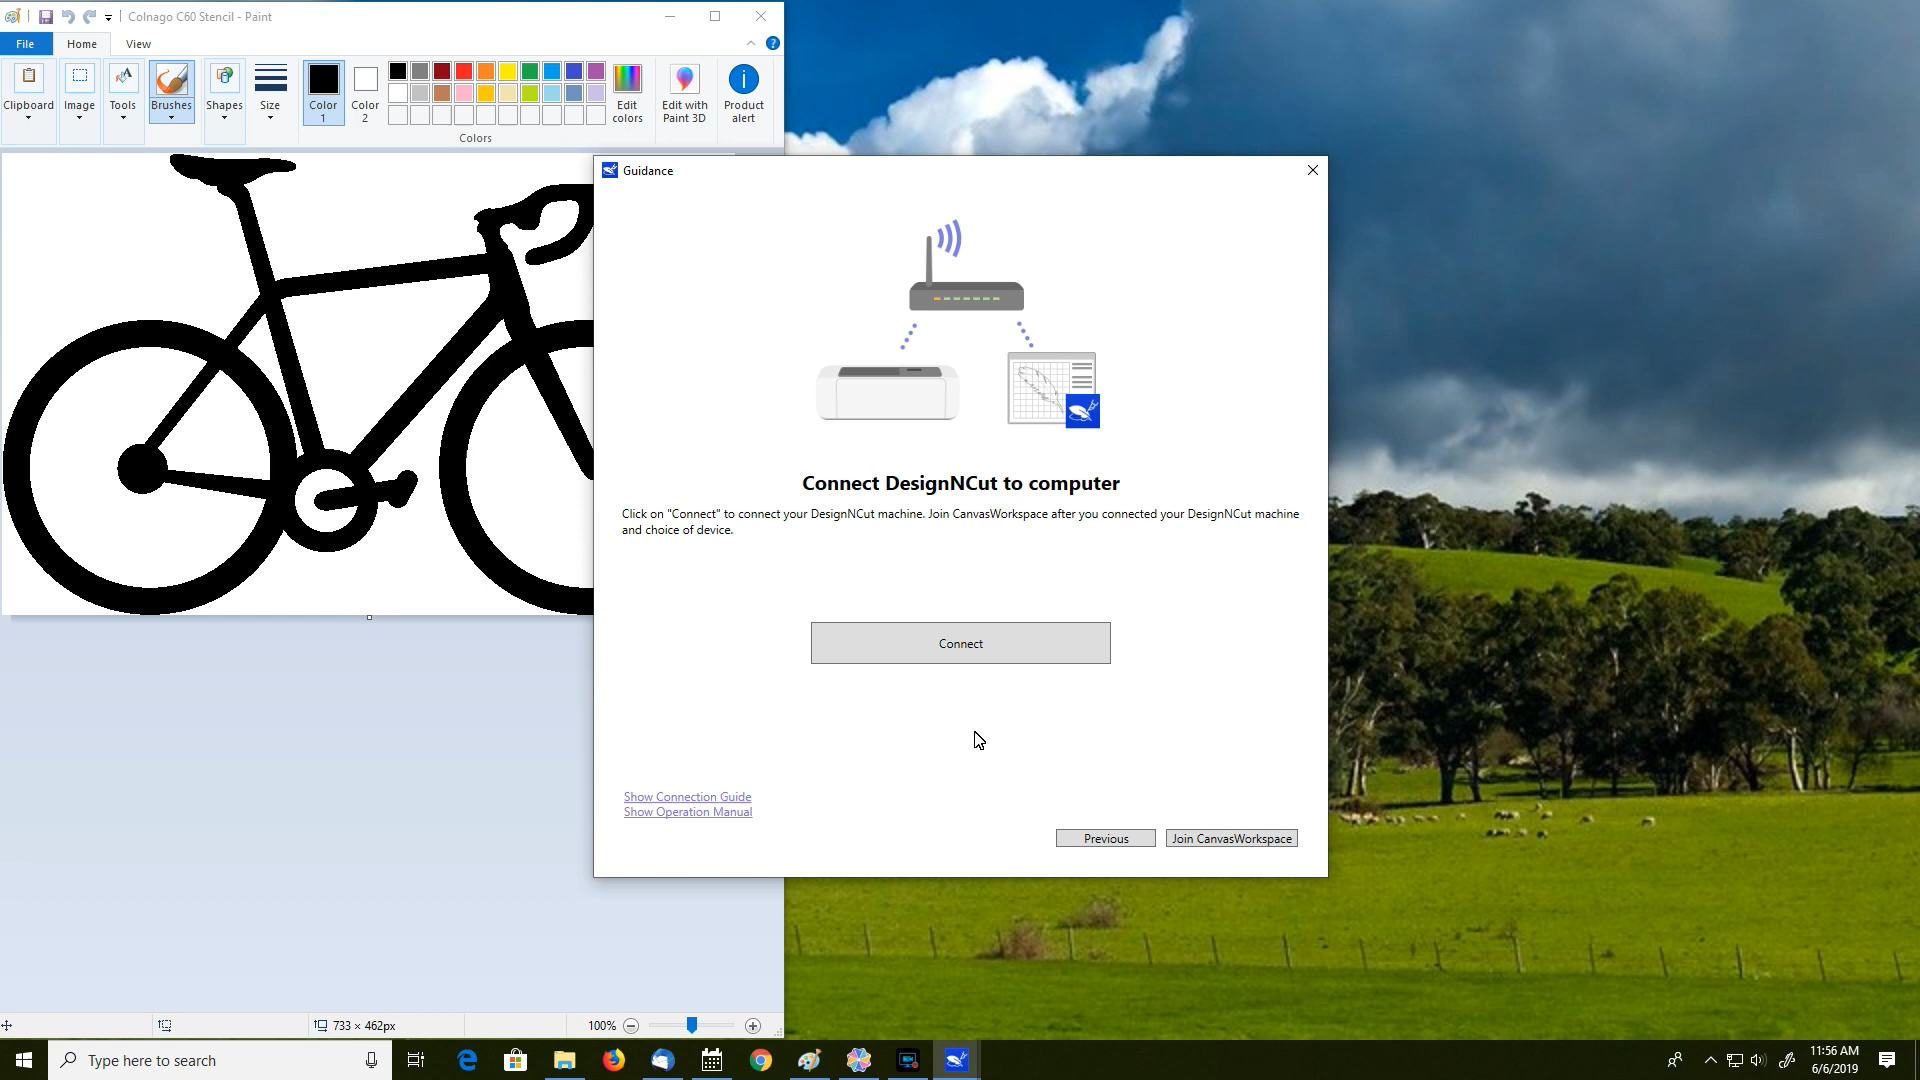 Colnago C60 Stencil - Paint
File
Home
View
Clipboard
Image
Tools
Brushes
Shapes
Size
Color
1
Color
2
Edit
colors
Edit with
Paint 3D
Product
alert
Colors
Guidance
Connect DesignNCut to computer
Click on "Connect" to connect your DesignNCut machine. Join CanvasWorkspace after you connected your DesignNCut machine
and choice of device.
Connect
Show Connection Guide
Show Operation Manual
Previous
Join CanvasWorkspace
733 × 462px
100%
Type here to search
11:56 AM
6/6/2019